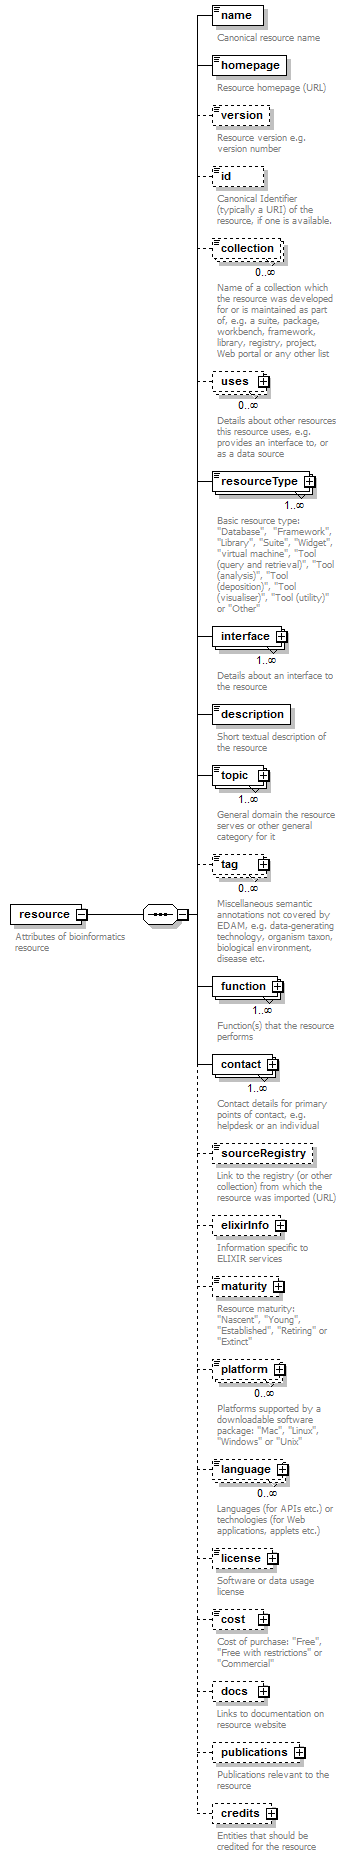 name
Canonical resource name
homepage
Resource homepage (URL)
version
Resource version e.g.
version number
id
Canonical Identifier
(typically a URI) of the
resource, if one is available.
collection
0..∞
Name of a collection which
the resource was developed
for or is maintained as part
of, e.g. a suite, package,
workbench, framework,
library, registry, project,
Web portal or any other list
uses
0..∞
Details about other resources
this resource uses, e.g.
provides an interface to, or
as a data source
resourceType
1..∞
Basic resource type:
"Database",  "Framework",
"Library", "Suite", "Widget",
"virtual machine", "Tool
(query and retrieval)", "Tool
(analysis)", "Tool
(deposition)", "Tool
(visualiser)", "Tool (utility)"
or "Other"
interface
1..∞
Details about an interface to
the resource
description
Short textual description of
the resource
topic
1..∞
General domain the resource
serves or other general
category for it
tag
0..∞
Miscellaneous semantic
annotations not covered by
EDAM, e.g. data-generating
technology, organism taxon,
biological environment,
disease etc.
resource
Attributes of bioinformatics
resource
function
1..∞
Function(s) that the resource
performs
contact
1..∞
Contact details for primary
points of contact, e.g.
helpdesk or an individual
sourceRegistry
Link to the registry (or other
collection) from which the
resource was imported (URL)
elixirInfo
Information specific to
ELIXIR services
maturity
Resource maturity:
"Nascent", "Young",
"Established", "Retiring" or
"Extinct"
platform
0..∞
Platforms supported by a
downloadable software
package: "Mac", "Linux",
"Windows" or "Unix"
language
0..∞
Languages (for APIs etc.) or
technologies (for Web
applications, applets etc.)
license
Software or data usage
license
cost
Cost of purchase: "Free",
"Free with restrictions" or
"Commercial"
docs
Links to documentation on
resource website
publications
Publications relevant to the
resource
credits
Entities that should be
credited for the resource